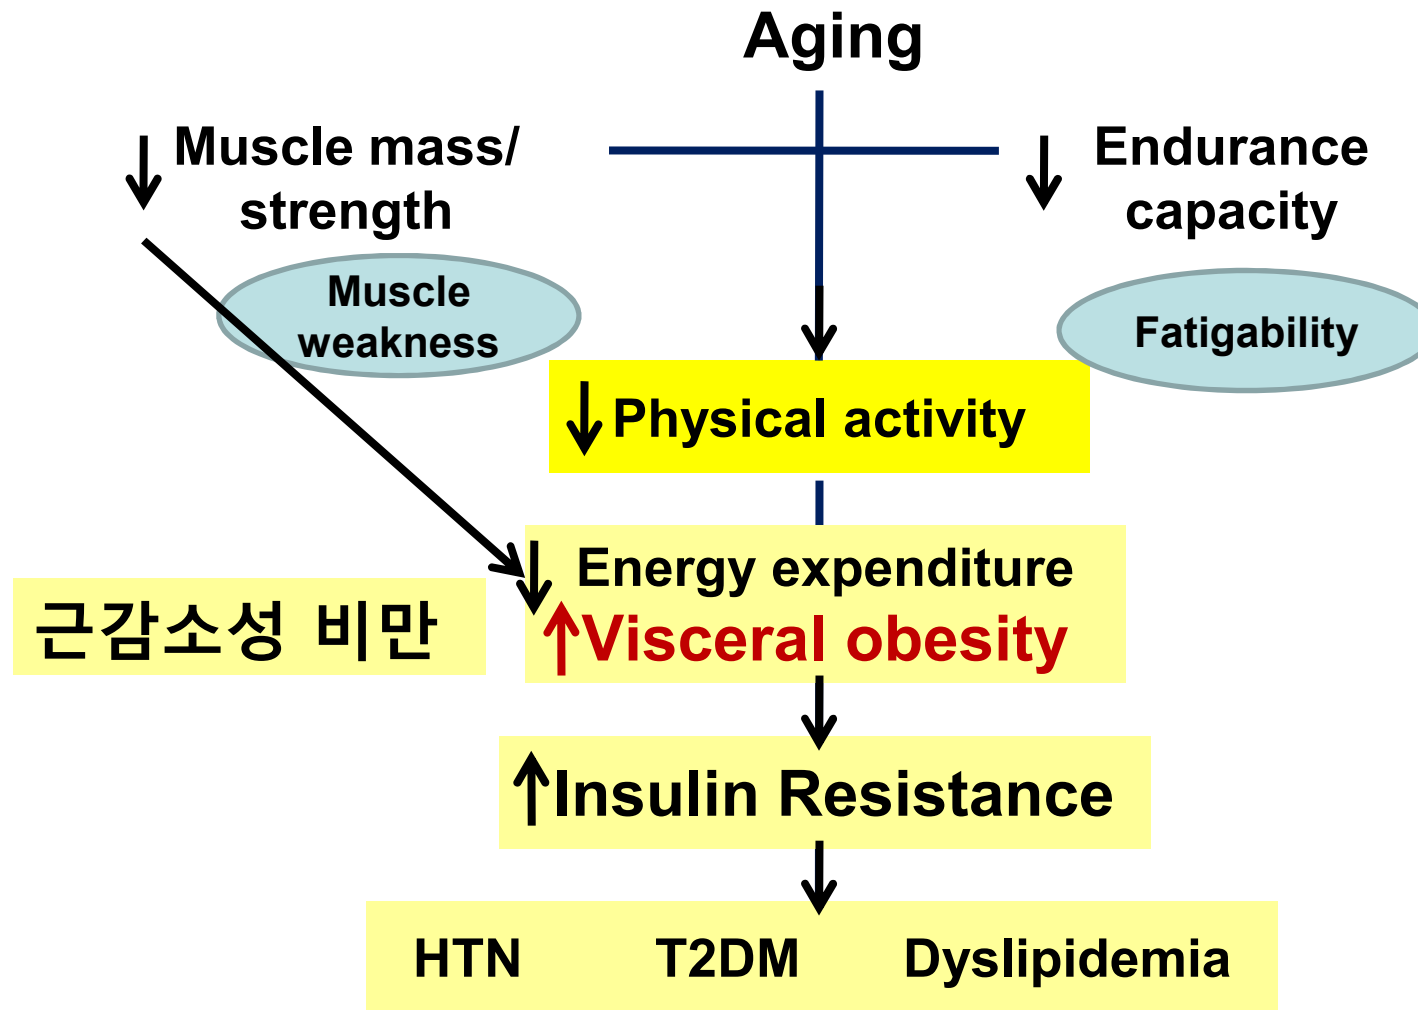 Aging
Muscle mass/
strength
Endurance
capacity
Muscle
weakness
Fatigability
Physical activity
Energy expenditure
근감소성 비만
Visceral obesity
Insulin Resistance
HTN T2DM Dyslipidemia